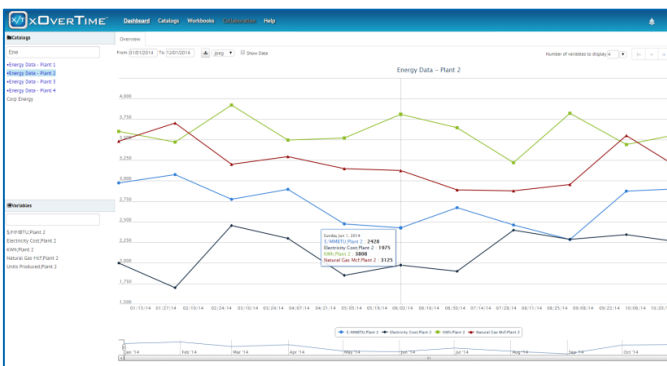 x/T xOverTime
Dashboard Catalogs Workbooks Collaboration Help
Catalogs
Ene
Energy Data - Plant 1
Energy Data - Plant 2
Energy Data - Plant 3
Energy Data - Plant 4
Corp Energy
Variables
$/MMBTU,Plant 2
Electricity Cost,Plant 2
kWh,Plant 2
Natural Gas Mcf,Plant 2
Units Produced,Plant 2
Overview
From 01/01/2014 To 12/01/2014 jpeg Show Data
Number of variables to display 4
Energy Data - Plant 2
4,000
3,750
3,500
3,250
3,000
2,750
2,500
2,250
2,000
1,750
1,500
Sunday Jun 1, 2014
$/MMBTU,Plant 2 : 2428
Electricity Cost,Plant 2 : 1975
kWh,Plant 2 : 3808
Natural Gas Mcf,Plant 2 : 3125
01/13/14 01/27/14 02/10/14 02/24/14 03/10/14 03/24/14 04/07/14 04/21/14 05/05/14 05/19/14 06/02/14 06/16/14 06/30/14 07/14/14 07/28/14 08/11/14 08/25/14 09/08/14 09/22/14 10/06/14
$/MMBTU,Plant 2 Electricity Cost,Plant 2 kWh,Plant 2 Natural Gas Mcf,Plant 2
Jan '14 Feb '14 Mar '14 Apr '14 May '14 Jun '14 Jul '14 Aug '14 Sep '14 Oct '14